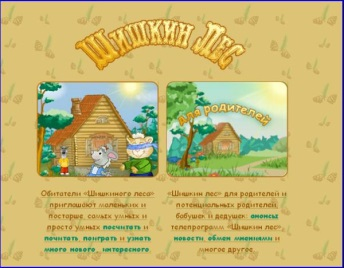 Шишкин Лес
для родителей
Обитатели «Шишкиного леса»
приглашают маленьких и
постарше, самых умных и
просто умных посчитать и
почитать, поиграть и узнать
много нового, интересного.
«Шишкин лес» для родителей и
потенциальных родителей,
бабушек и дедушек: анонсы
телепрограмм «Шишкин лес»,
новости, обмен мнениями и
многое другое.